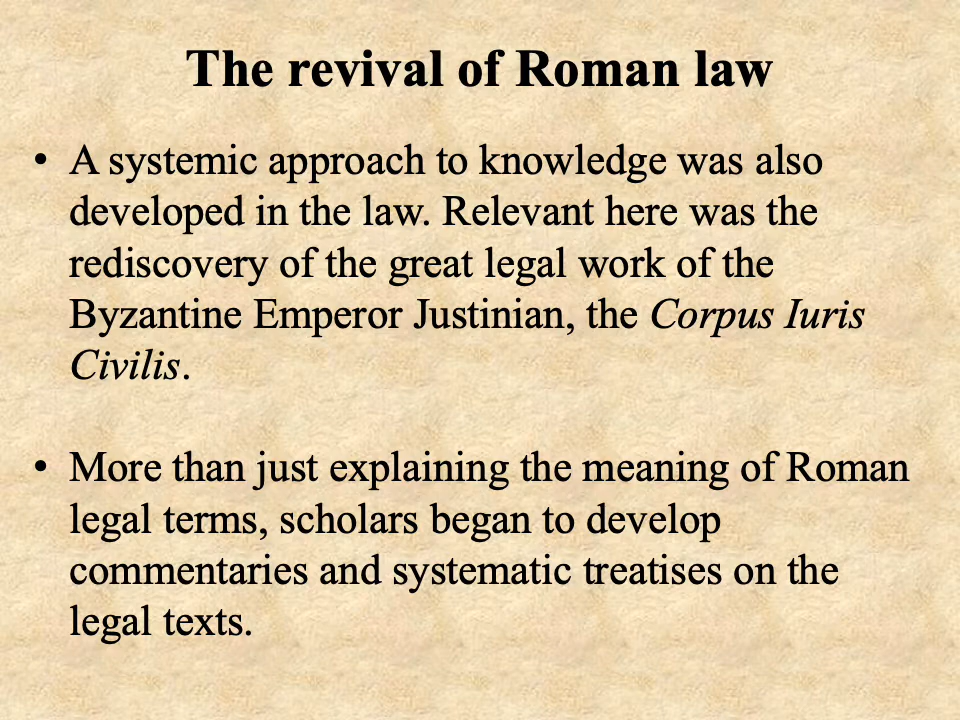 The revival of Roman law
• A systemic approach to knowledge was also
developed in the law. Relevant here was the
rediscovery of the great legal work of the
Byzantine Emperor Justinian, the Corpus Iuris
Civilis.
• More than just explaining the meaning of Roman
legal terms, scholars began to develop
commentaries and systematic treatises on the
legal texts.